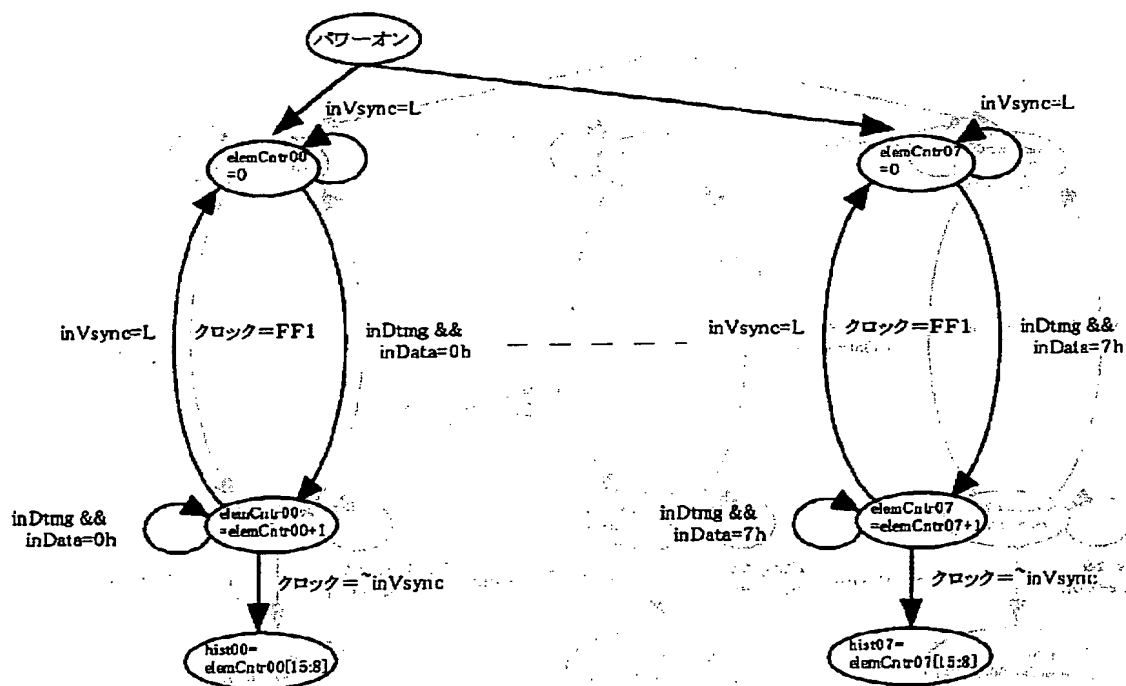 パワーオン
inVsync=L
inVsync=L
elemCntr00
=0
elemCntr07
=0
inVsync=L
クロック=FF1
inDtmg &&
inData=0h
inVsync=L
クロック=FF1
inDtmg &&
inData=7h
inDtmg &&
inData=0h
elemCntr00
=elemCntr00+1
inDtmg &&
inData=7h
elemCntr07
=elemCntr07+1
クロック=~inVsync
クロック=~inVsync
hist00=
elemCntr00[15:8]
hist07=
elemCntr07[15:8]